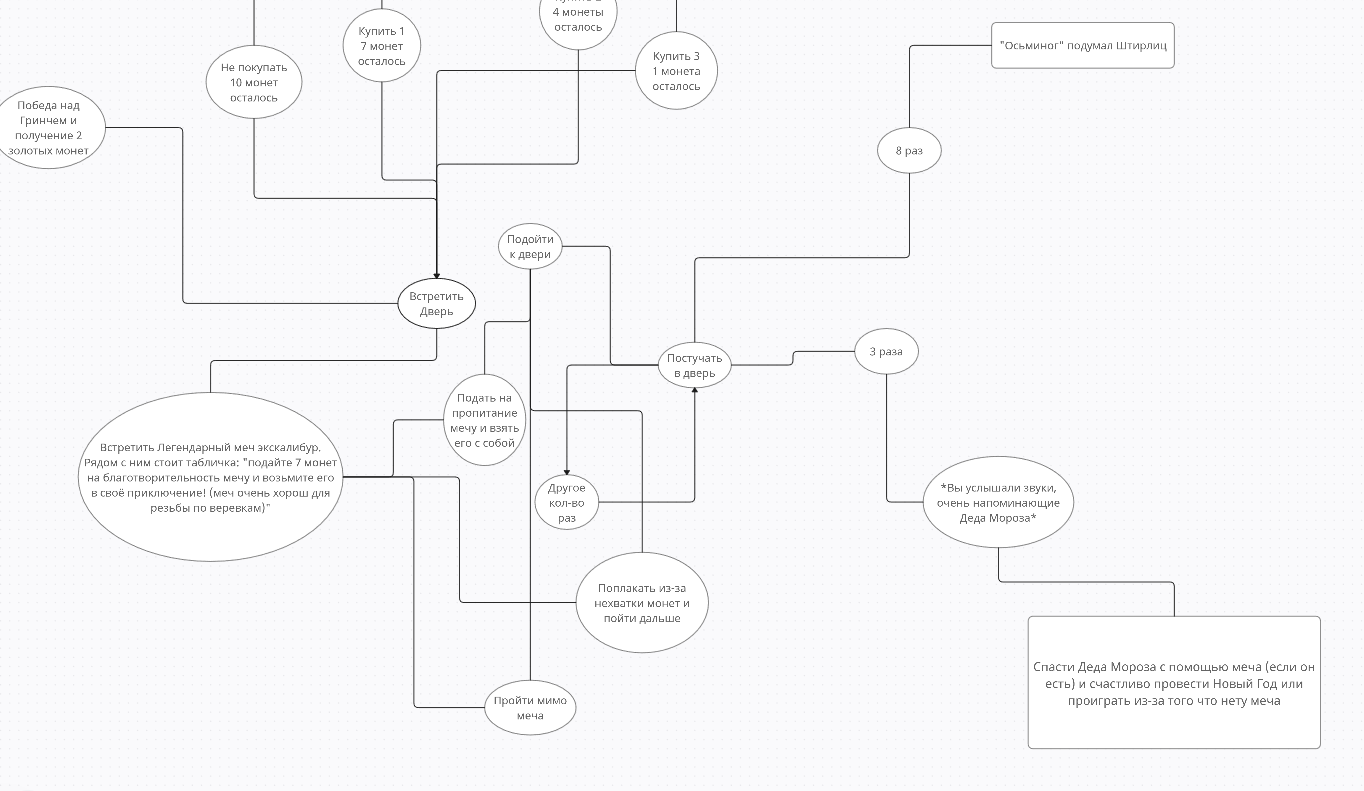 4 монеты
осталось
Купить 1
7 монет
осталось
Не покупать
10 монет
осталось
Купить 3
1 монета
осталось
"Осьминог" подумал Штирлиц
Победа над
Гринчем и
получение 2
золотых монет
8 раз
Подойти
к двери
Встретить
Дверь
Постучать
в дверь
3 раза
Подать на
пропитание
мечу и взять
его с собой
Встретить Легендарный меч экскалибур.
Рядом с ним стоит табличка: "подайте 7 монет
на благотворительность мечу и возьмите его
в своё приключение! (меч очень хорош для
резьбы по веревкам)"
Другое
кол-во
раз
*Вы услышали звуки,
очень напоминающие
Деда Мороза*
Поплакать из-за
нехватки монет и
пойти дальше
Пройти мимо
меча
Спасти Деда Мороза с помощью меча (если он
есть) и счастливо провести Новый Год или
проиграть из-за того что нету меча